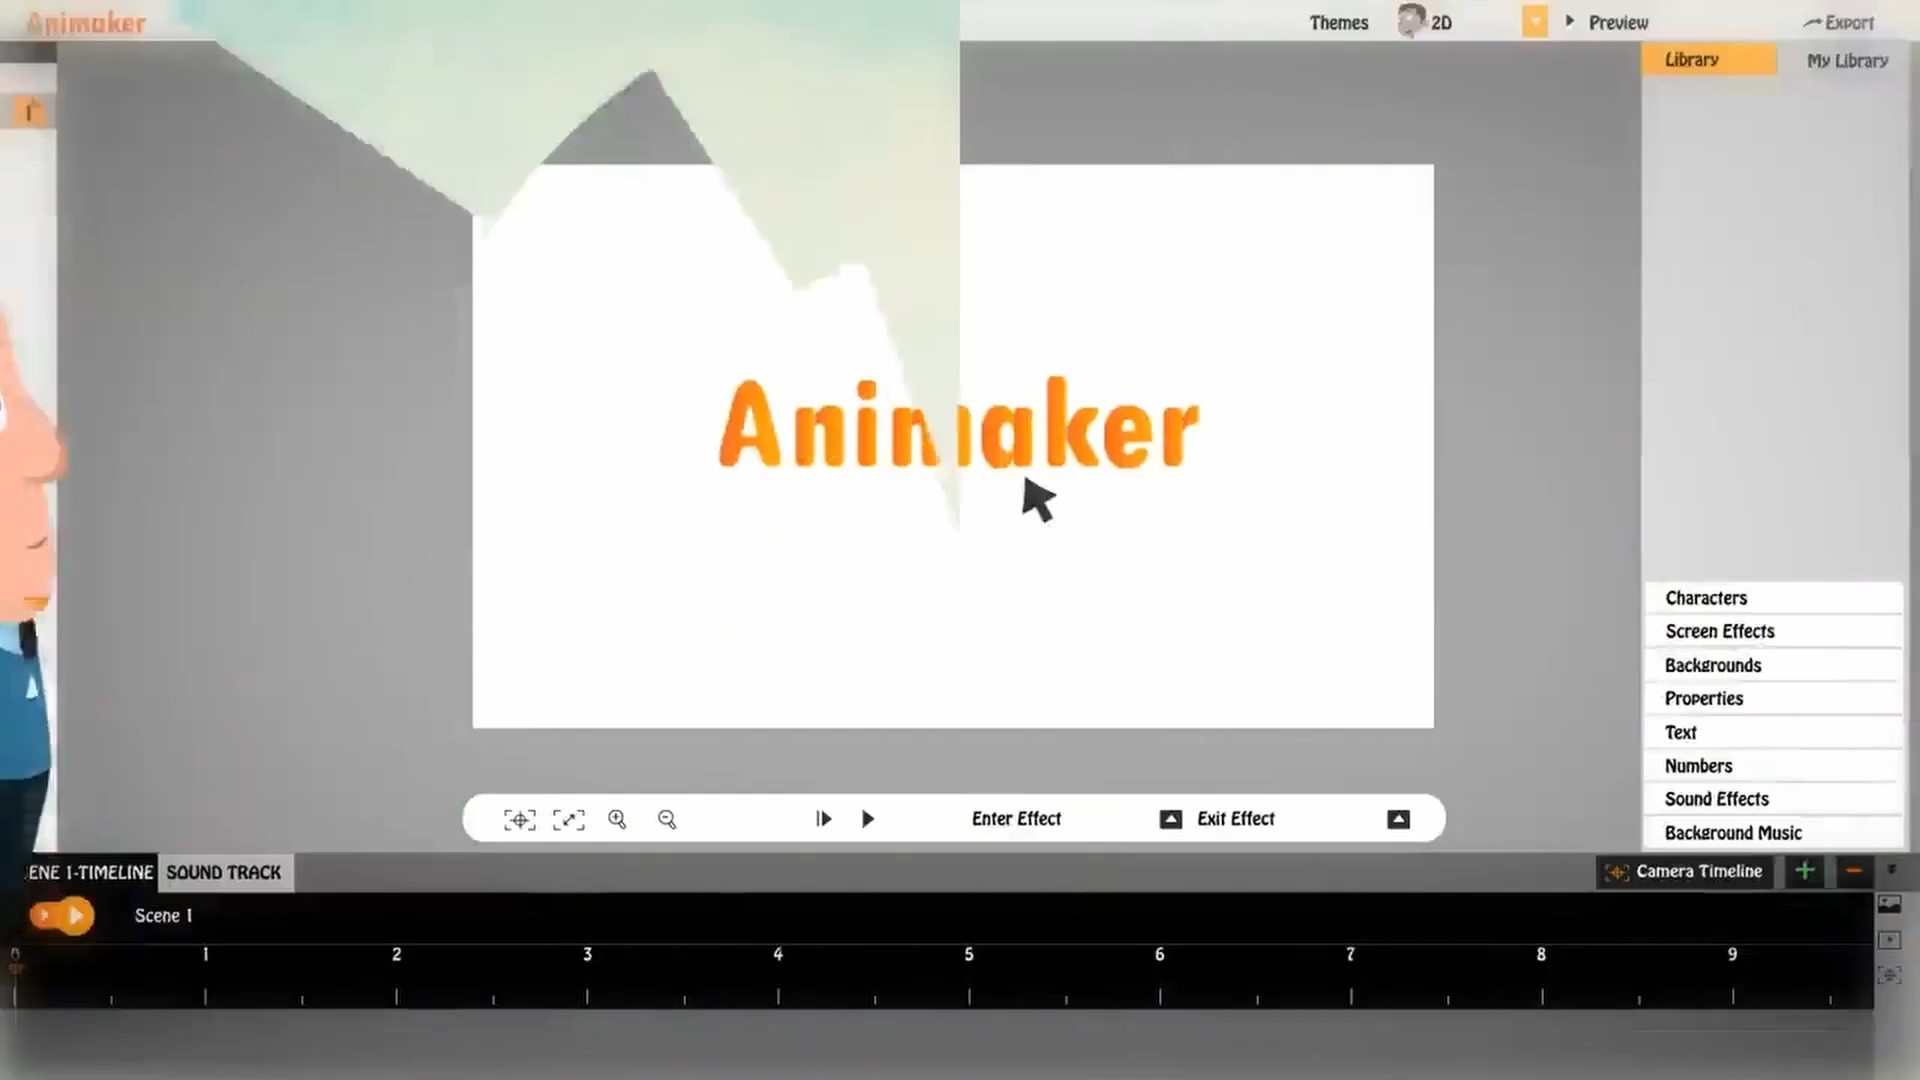 Animaker
Themes
2D
Preview
Export
Library
My Library
1
Animaker
Characters
Screen Effects
Backgrounds
Properties
Text
Numbers
Sound Effects
Background Music
Enter Effect
Exit Effect
ENE 1-TIMELINE
SOUND TRACK
Camera Timeline
Scene 1
0 1 2 3 4 5 6 7 8 9